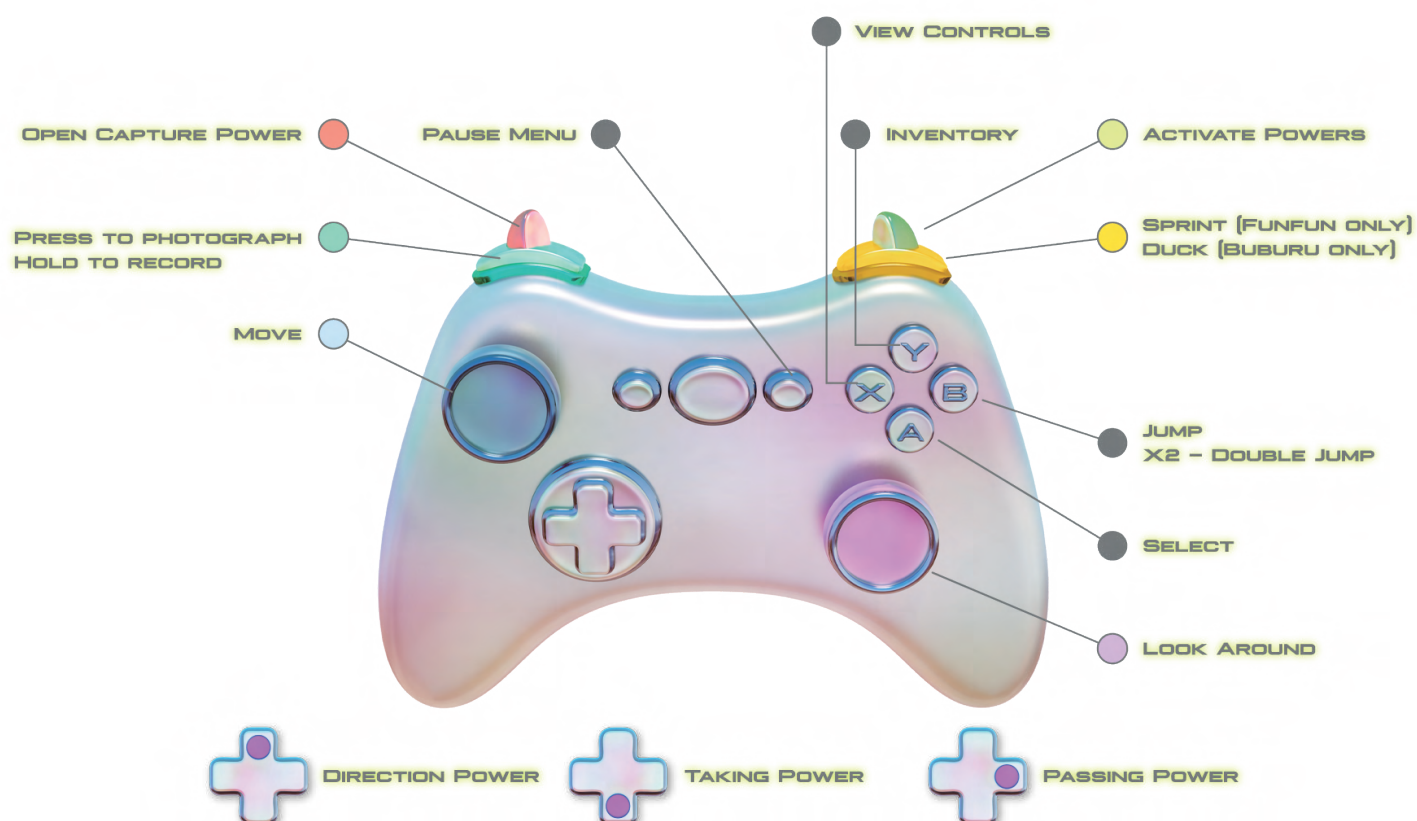 View Controls
Open Capture Power
Pause Menu
Inventory
Activate Powers
Press to photograph
Hold to record
Sprint (Funfun only)
Duck (Buburu only)
Move
Y
X
B
A
Jump
X2 – Double Jump
Select
Look Around
Direction Power
Taking Power
Passing Power